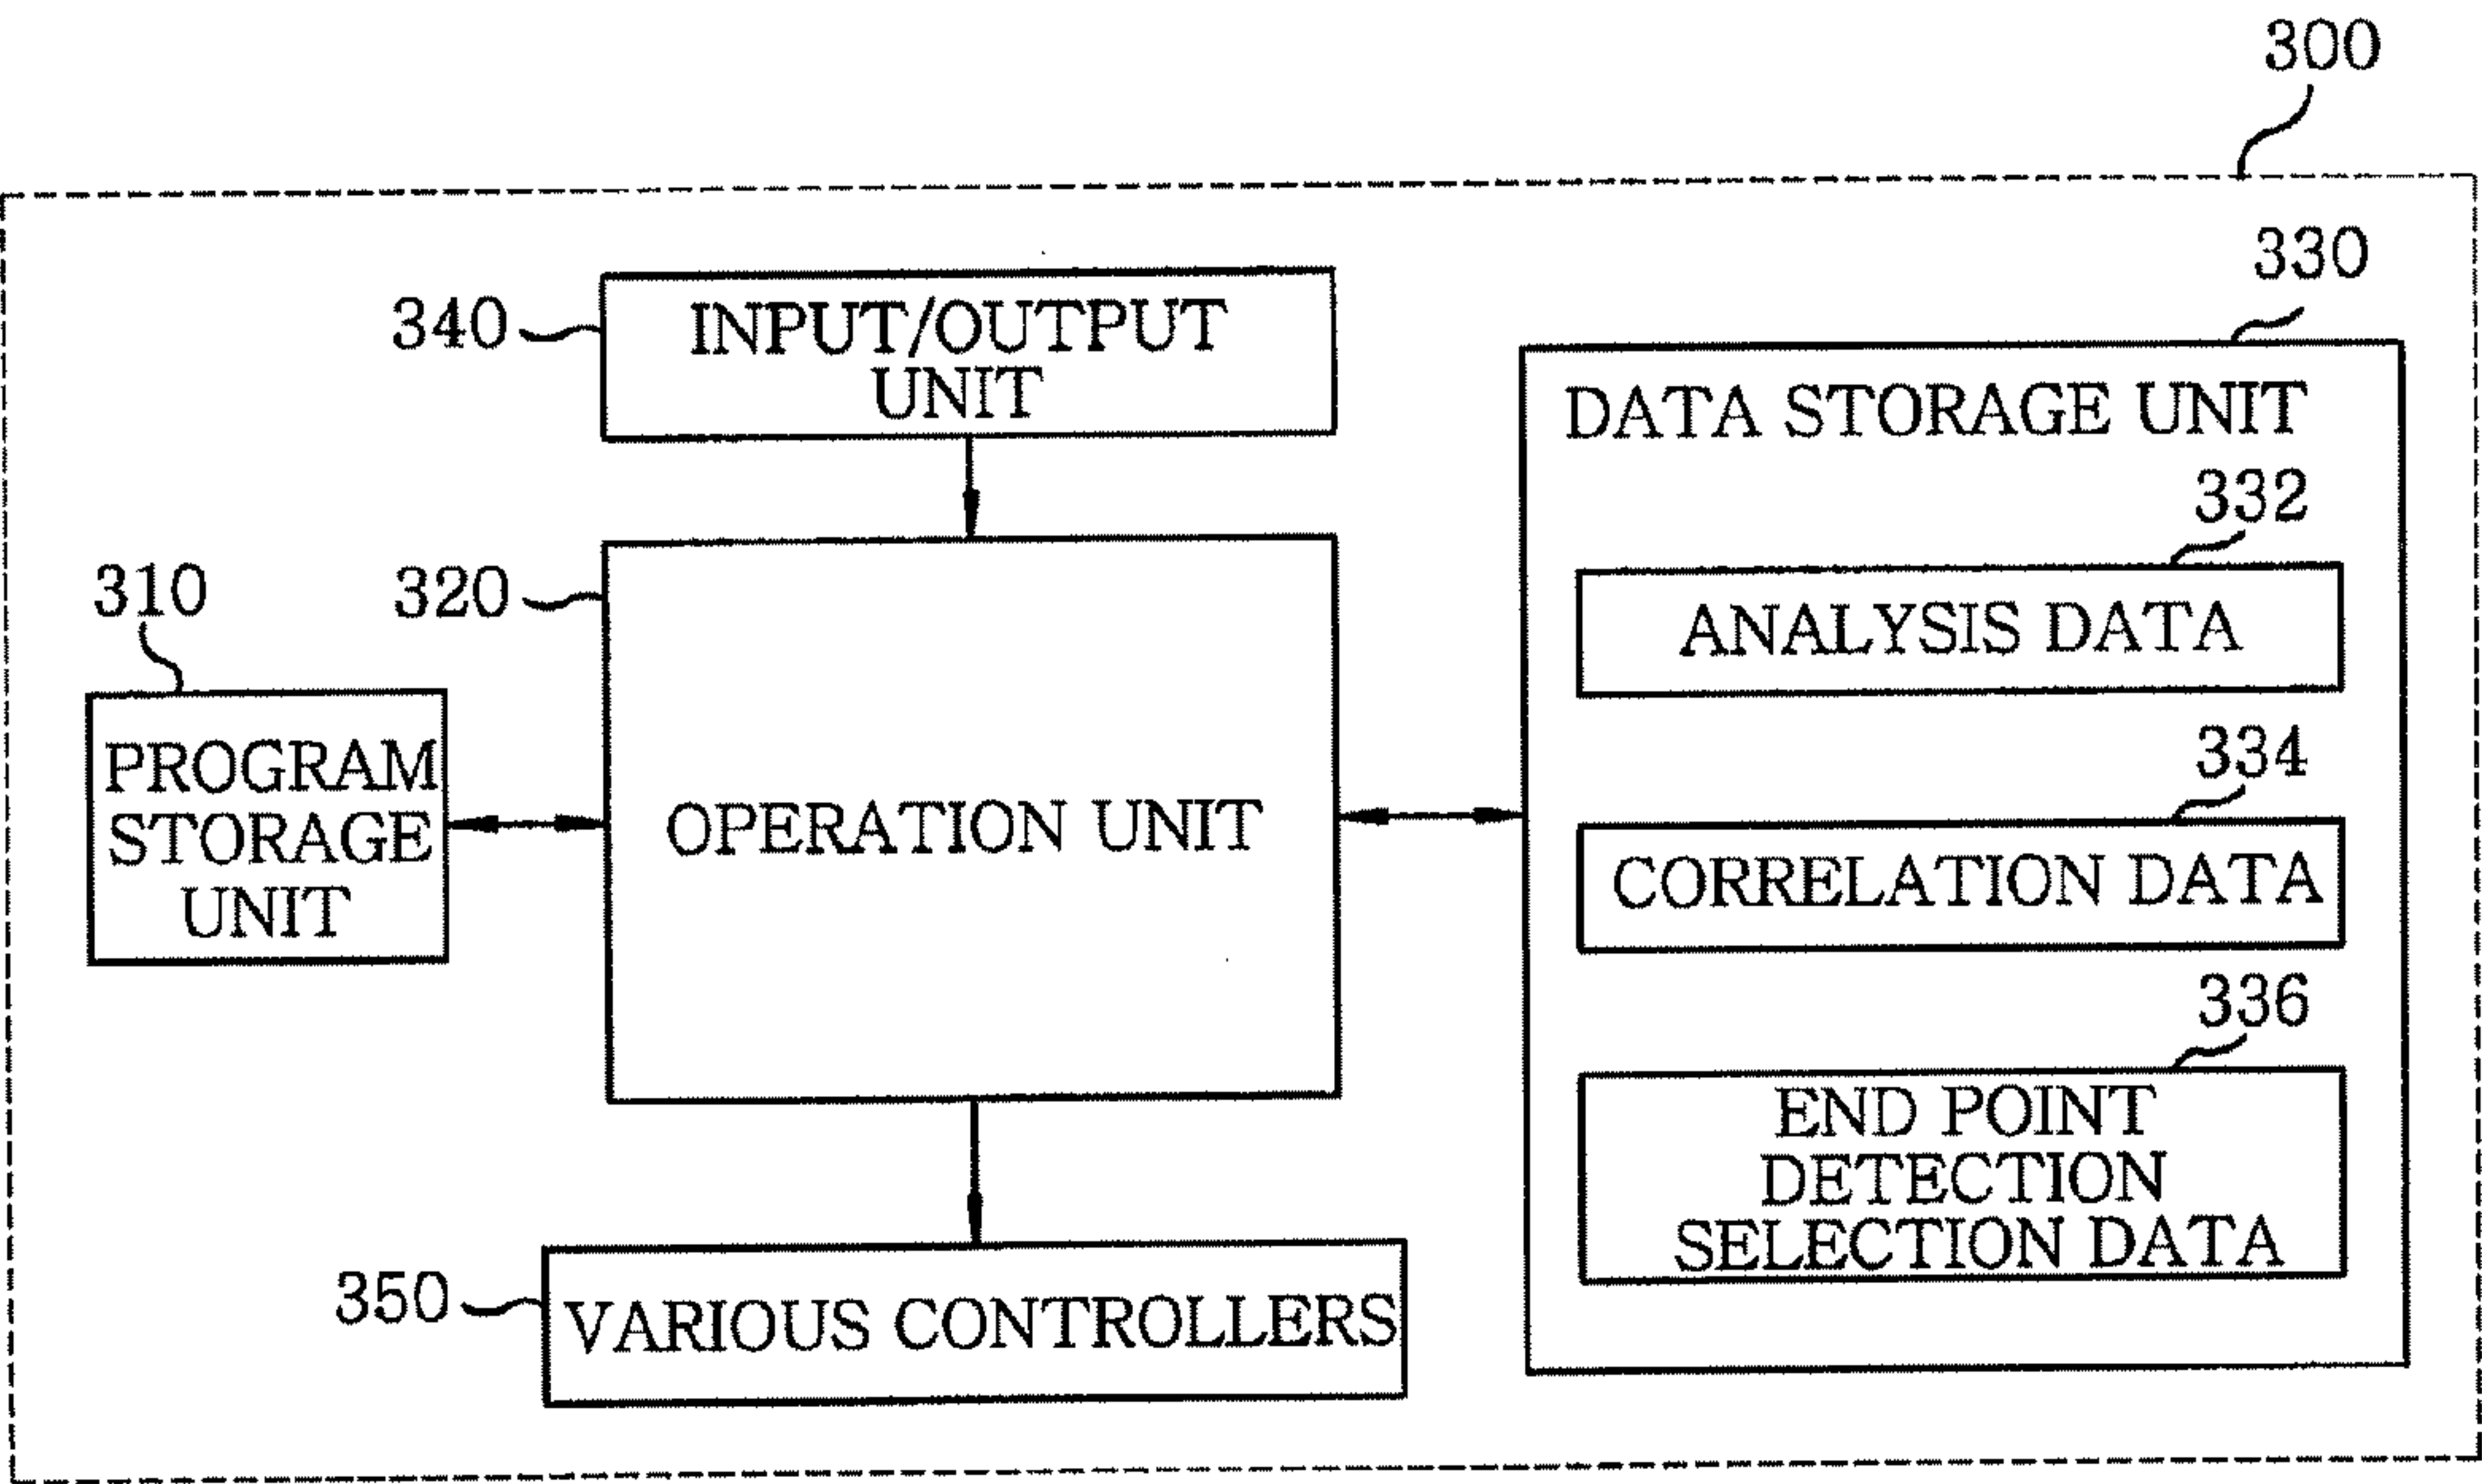 300
330
340
INPUT/OUTPUT
UNIT
DATA STORAGE UNIT
332
310
320
ANALYSIS DATA
PROGRAM
STORAGE
UNIT
OPERATION UNIT
334
CORRELATION DATA
336
END POINT
DETECTION
SELECTION DATA
350
VARIOUS CONTROLLERS